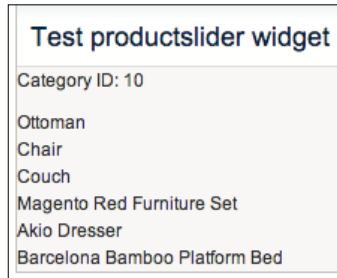 Test productslider widget
Category ID: 10
Ottoman
Chair
Couch
Magento Red Furniture Set
Akio Dresser
Barcelona Bamboo Platform Bed